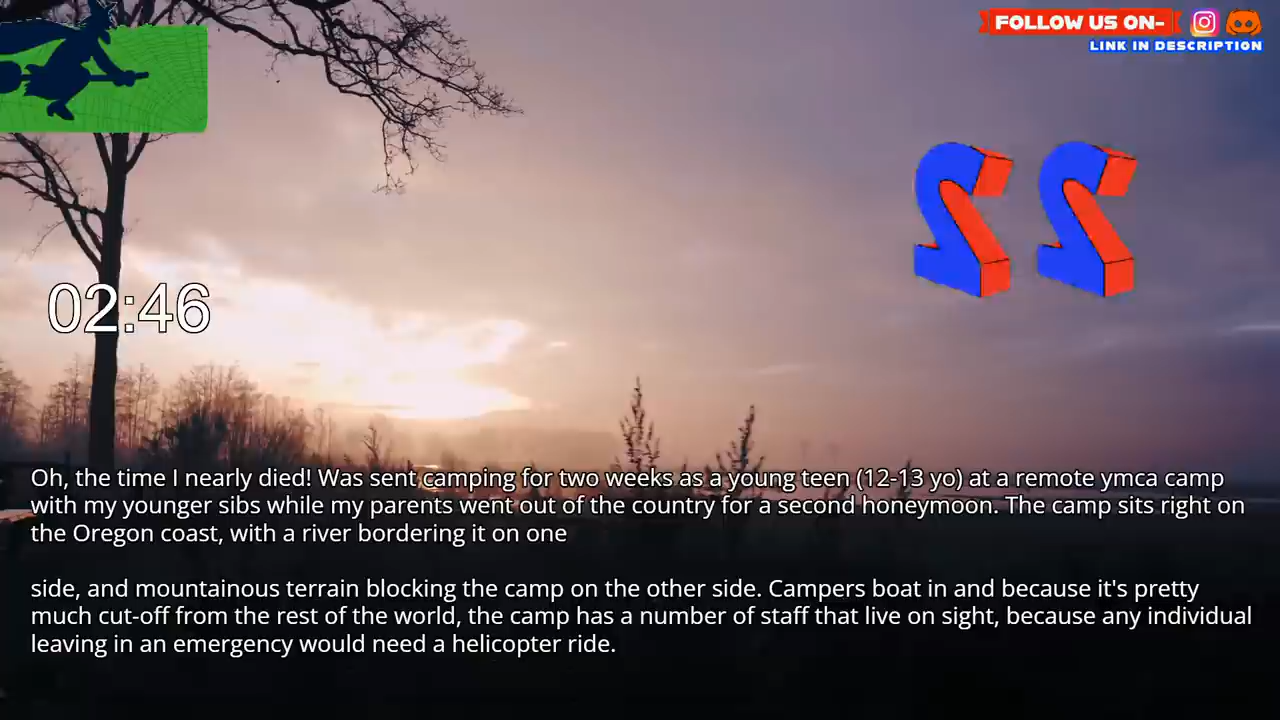 FOLLOW US ON-
LINK IN DESCRIPTION
22
02:46
Oh, the time I nearly died! Was sent camping for two weeks as a young teen (12-13 yo) at a remote ymca camp
with my younger sibs while my parents went out of the country for a second honeymoon. The camp sits right on
the Oregon coast, with a river bordering it on one
side, and mountainous terrain blocking the camp on the other side. Campers boat in and because it's pretty
much cut-off from the rest of the world, the camp has a number of staff that live on sight, because any individual
leaving in an emergency would need a helicopter ride.